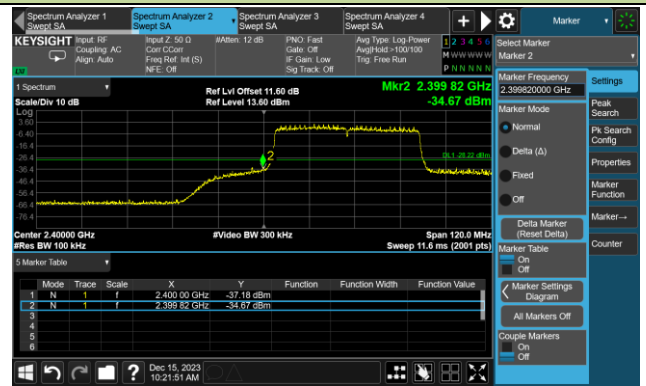 Spectrum Analyzer 1
Swept SA
Spectrum Analyzer 2
Swept SA
Spectrum Analyzer 3
Swept SA
Spectrum Analyzer 4
Swept SA
Marker
KEYSIGHT
Input: RF
Coupling: AC
Align: Auto
Input Z: 50 Ω
Corr CCorr
Freq Ref: Int (S)
NFE: Off
#Atten: 12 dB
PNO: Fast
Gate: Off
IF Gain: Low
Sig Track: Off
Avg Type: Log-Power
Avg|Hold:>100/100
Trig: Free Run
1 2 3 4 5 6
M W W W W W
P N N N N N
LW
1 Spectrum
Scale/Div 10 dB
Ref Lvl Offset 11.60 dB
Ref Level 13.60 dBm
Mkr2 2.399 82 GHz
-34.67 dBm
Log
3.60
-6.40
-16.4
-26.4
-36.4
-46.4
-56.4
-66.4
-76.4
2
DL1 -26.22 dBm
Center 2.40000 GHz
#Res BW 100 kHz
#Video BW 300 kHz
Span 120.0 MHz
Sweep 11.6 ms (2001 pts)
5 Marker Table
Mode Trace Scale X Y Function Function Width Function Value
1 N 1 f 2.400 00 GHz -37.18 dBm
2 N 1 f 2.399 82 GHz -34.67 dBm
3
4
5
6
Dec 15, 2023
10:21:51 AM
Select Marker
Marker 2
Marker Frequency
2.399820000 GHz
Marker Mode
Normal
Delta (Δ)
Fixed
Off
Delta Marker
(Reset Delta)
Marker Table
On
Off
Marker Settings
Diagram
All Markers Off
Couple Markers
On
Off
Settings
Peak
Search
Pk Search
Config
Properties
Marker
Function
Marker→
Counter